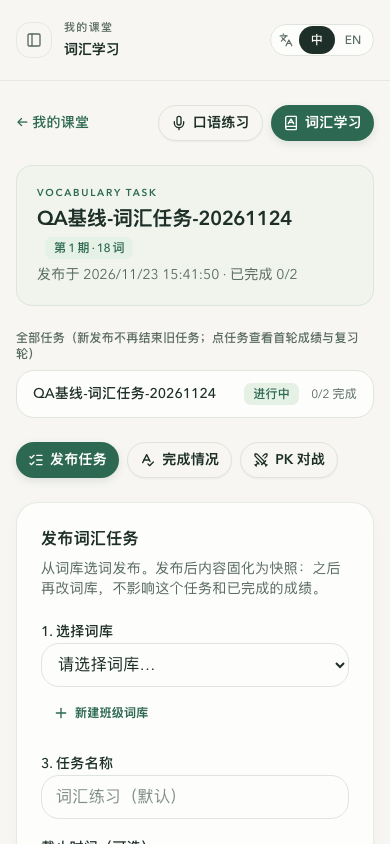 我的课堂
词汇学习
中
EN
← 我的课堂
口语练习
词汇学习
VOCABULARY TASK
QA基线-词汇任务-20261124
第1期·18词
发布于 2026/11/23 15:41:50 · 已完成 0/2
全部任务（新发布不再结束旧任务；点任务查看首轮成绩与复习
轮）
QA基线-词汇任务-20261124
进行中
0/2 完成
发布任务
完成情况
PK 对战
发布词汇任务
从词库选词发布。发布后内容固化为快照：之后
再改词库，不影响这个任务和已完成的成绩。
1. 选择词库
请选择词库...
+ 新建班级词库
3. 任务名称
词汇练习（默认）
截止时间（可选）